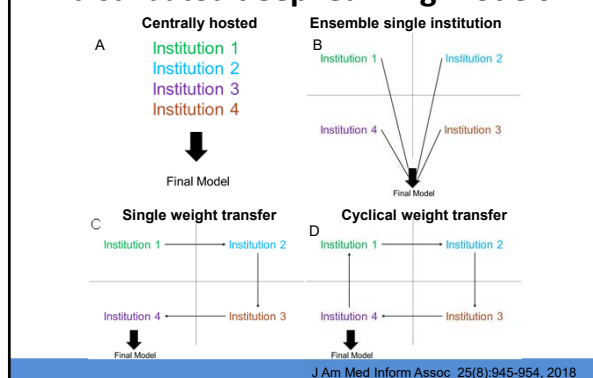 Centrally hosted
A
Institution 1
Institution 2
Institution 3
Institution 4
Final Model
Ensemble single institution
B
Institution 1
Institution 2
Institution 4
Institution 3
Final Model
Single weight transfer
C
Institution 1
Institution 2
Institution 4
Institution 3
Final Model
Cyclical weight transfer
D
Institution 1
Institution 2
Institution 4
Institution 3
Final Model
J Am Med Inform Assoc 25(8):945-954, 2018